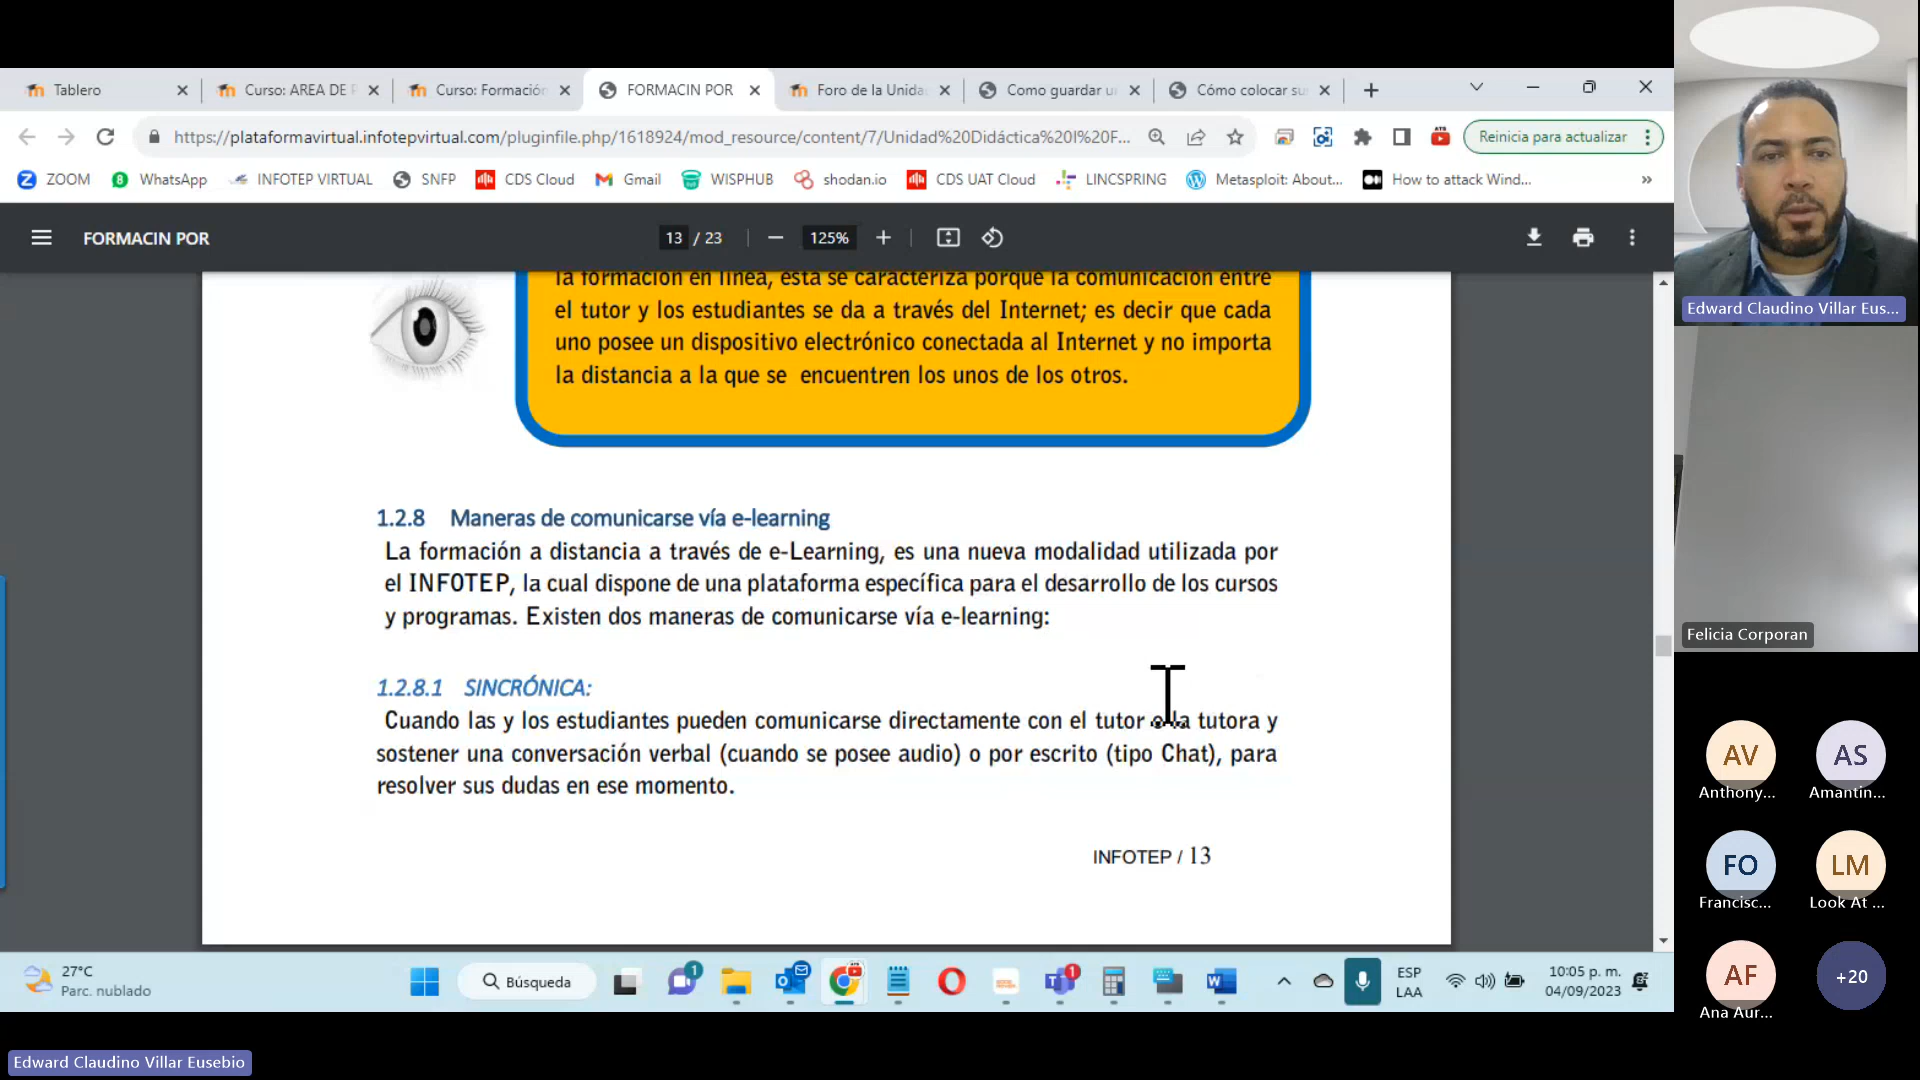 Tablero
Curso: AREA DE
Curso: Formación
FORMACIN POR
Foro de la Unida
Como guardar u
Cómo colocar su
https://plataformavirtual.infotepvirtual.com/pluginfile.php/1618924/mod_resource/content/7/Unidad%20Didáctica%20I%20F...
Reinicia para actualizar
ZOOM
WhatsApp
INFOTEP VIRTUAL
SNFP
CDS Cloud
Gmail
WISPHUB
shodan.io
CDS UAT Cloud
LINCSPRING
Metasploit: About...
How to attack Wind...
»
FORMACIN POR
13 / 23
125%
la formación en línea, esta se caracteriza porque la comunicación entre
el tutor y los estudiantes se da a través del Internet; es decir que cada
uno posee un dispositivo electrónico conectada al Internet y no importa
la distancia a la que se encuentren los unos de los otros.
1.2.8 Maneras de comunicarse vía e-learning
La formación a distancia a través de e-Learning, es una nueva modalidad utilizada por
el INFOTEP, la cual dispone de una plataforma específica para el desarrollo de los cursos
y programas. Existen dos maneras de comunicarse vía e-learning:
1.2.8.1 SINCRÓNICA:
Cuando las y los estudiantes pueden comunicarse directamente con el tutor o la tutora y
sostener una conversación verbal (cuando se posee audio) o por escrito (tipo Chat), para
resolver sus dudas en ese momento.
INFOTEP / 13
27°C
Parc. nublado
Búsqueda
1
1
ESP
LAA
10:05 p. m.
04/09/2023
Edward Claudino Villar Eusebio
Edward Claudino Villar Eus...
Felicia Corporan
AV
Anthony...
AS
Amantin...
FO
Francisc...
LM
Look At ...
AF
Ana Aur...
+20